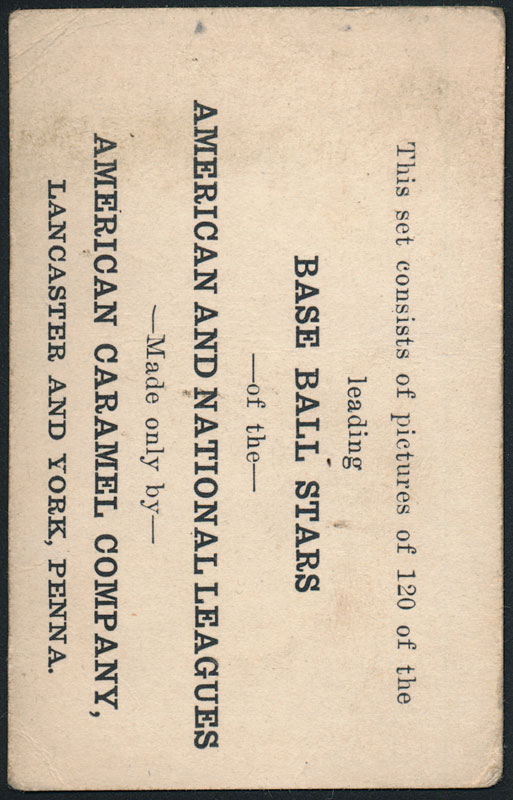 This set consists of pictures of 120 of the
leading
BASE BALL STARS
—of the—
AMERICAN AND NATIONAL LEAGUES
—Made only by—
AMERICAN CARAMEL COMPANY,
LANCASTER AND YORK, PENNA.